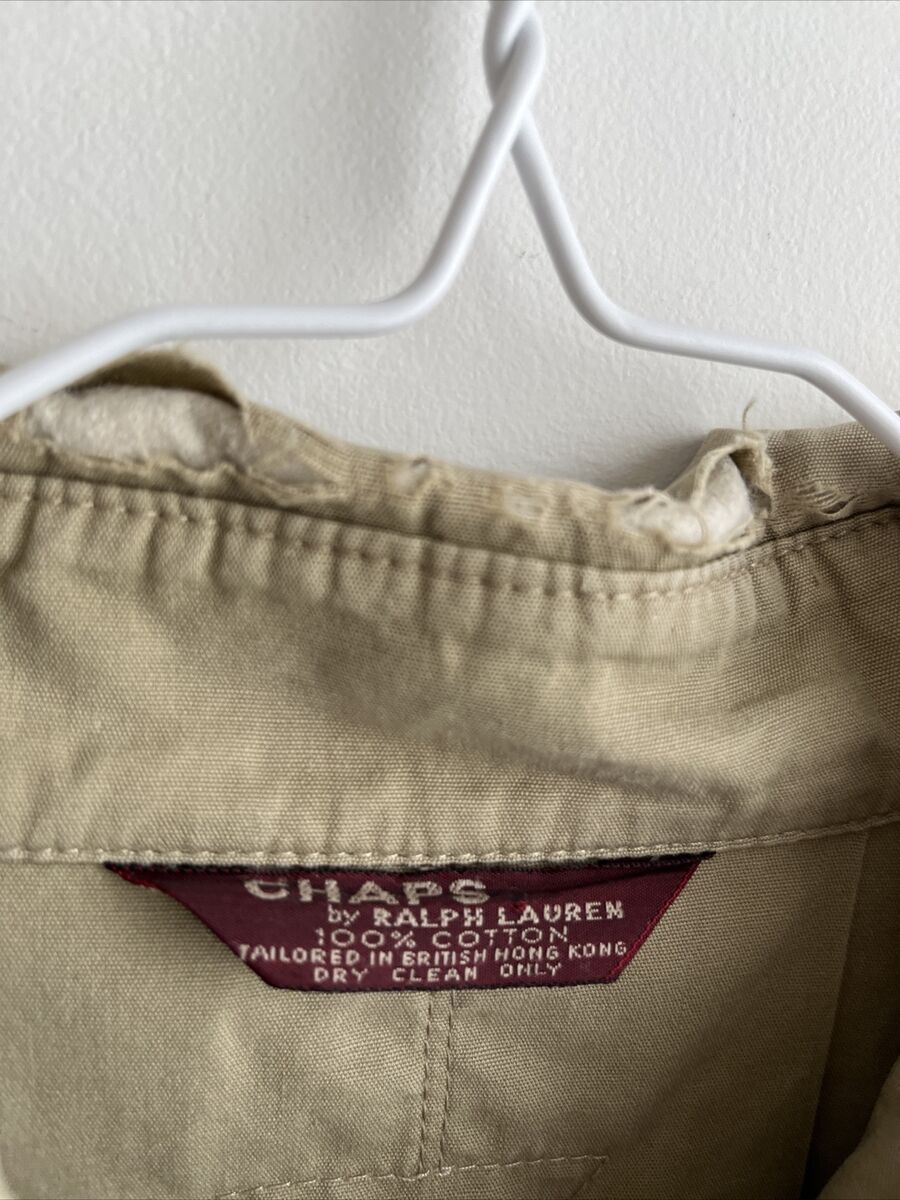 CHAPS
by RALPH LAUREN
100% COTTON
TAILORED IN BRITISH HONG KONG
DRY CLEAN ONLY